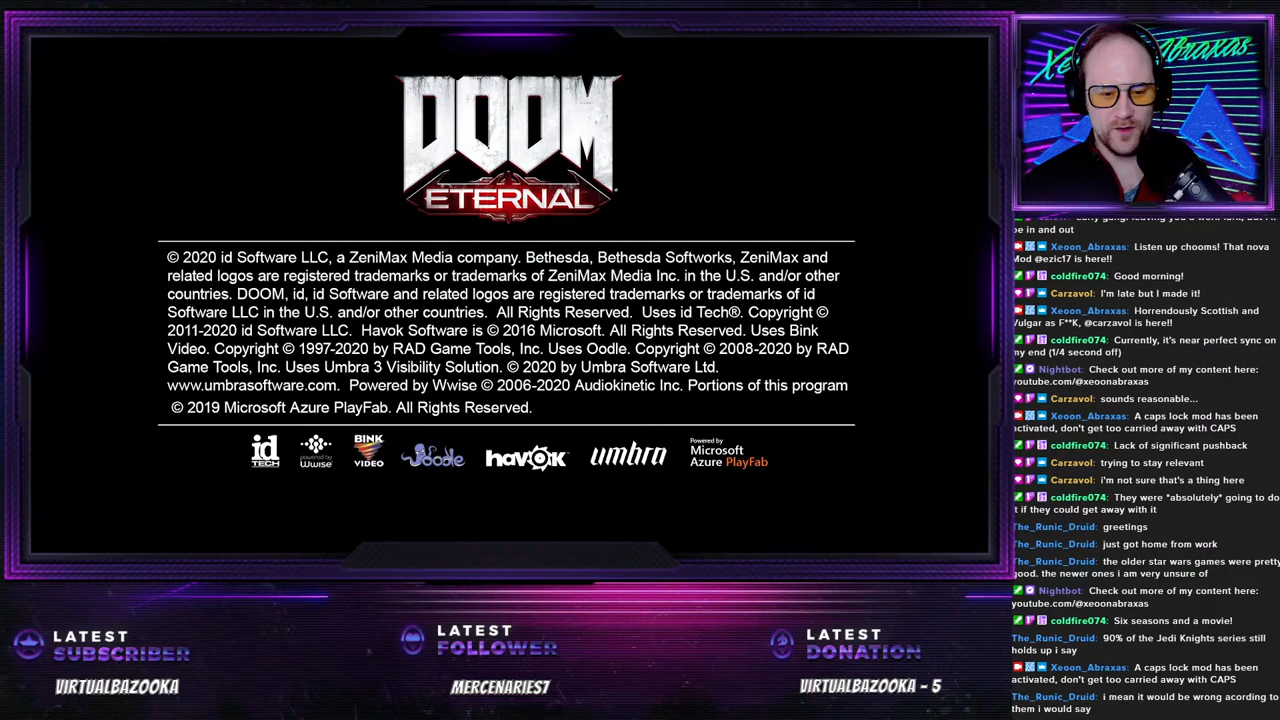 DOOM
ETERNAL
© 2020 id Software LLC, a ZeniMax Media company. Bethesda, Bethesda Softworks, ZeniMax and
related logos are registered trademarks or trademarks of ZeniMax Media Inc. in the U.S. and/or other
countries. DOOM, id, id Software and related logos are registered trademarks or trademarks of id
Software LLC in the U.S. and/or other countries. All Rights Reserved. Uses id Tech®. Copyright ©
2011-2020 id Software LLC. Havok Software is © 2016 Microsoft. All Rights Reserved. Uses Bink
Video. Copyright © 1997-2020 by RAD Game Tools, Inc. Uses Oodle. Copyright © 2008-2020 by RAD
Game Tools, Inc. Uses Umbra 3 Visibility Solution. © 2020 by Umbra Software Ltd.
www.umbrasoftware.com. Powered by Wwise © 2006-2020 Audiokinetic Inc. Portions of this program
© 2019 Microsoft Azure PlayFab. All Rights Reserved.
id
TECH
powered by
Wwise
BINK
VIDEO
Oodle
havok
umbra
Powered by
Microsoft
Azure PlayFab
LATEST
SUBSCRIBER
VIRTUALBAZOOKA
LATEST
FOLLOWER
MERCENARIES7
LATEST
DONATION
VIRTUALBAZOOKA - 5
Abraxas
be in and out
Xeoon_Abraxas: Listen up chooms! That nova
Mod @ezic17 is here!!
coldfire074: Good morning!
Carzavol: I'm late but I made it!
Xeoon_Abraxas: Horrendously Scottish and
Vulgar as F**K, @carzavol is here!!
coldfire074: Currently, it's near perfect sync on
my end (1/4 second off)
Nightbot: Check out more of my content here:
youtube.com/@xeoonabraxas
Carzavol: sounds reasonable...
Xeoon_Abraxas: A caps lock mod has been
activated, don't get too carried away with CAPS
coldfire074: Lack of significant pushback
Carzavol: trying to stay relevant
Carzavol: i'm not sure that's a thing here
coldfire074: They were *absolutely* going to do
t if they could get away with it
The_Runic_Druid: greetings
The_Runic_Druid: just got home from work
The_Runic_Druid: the older star wars games were pretty
good. the newer ones i am very unsure of
Nightbot: Check out more of my content here:
youtube.com/@xeoonabraxas
coldfire074: Six seasons and a movie!
The_Runic_Druid: 90% of the Jedi Knights series still
holds up i say
Xeoon_Abraxas: A caps lock mod has been
activated, don't get too carried away with CAPS
The_Runic_Druid: i mean it would be wrong acording to
them i would say